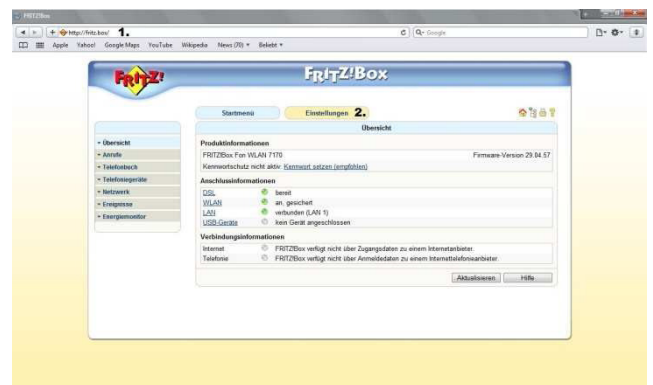 FRITZ!Box
http://fritz.box/ 1.
Q- Google
Apple Yahoo! Google Maps YouTube Wikipedia News (70) Beliebt
FRITZ!
FRITZ!Box
Startmenü
Einstellungen 2.
Übersicht
Übersicht
Anrufe
Telefonbuch
Telefoniegeräte
Netzwerk
Ereignisse
Energiemonitor
Produktinformationen
FRITZ!Box Fon WLAN 7170 Firmware-Version 29.04.57
Kennwortschutz nicht aktiv. Kennwort setzen (empfohlen)
Anschlussinformationen
DSL bereit
WLAN an, gesichert
LAN verbunden (LAN 1)
USB-Geräte kein Gerät angeschlossen
Verbindungsinformationen
Internet FRITZ!Box verfügt nicht über Zugangsdaten zu einem Internetanbieter.
Telefonie FRITZ!Box verfügt nicht über Anmeldedaten zu einem Internettelefonieanbieter.
Aktualisieren Hilfe